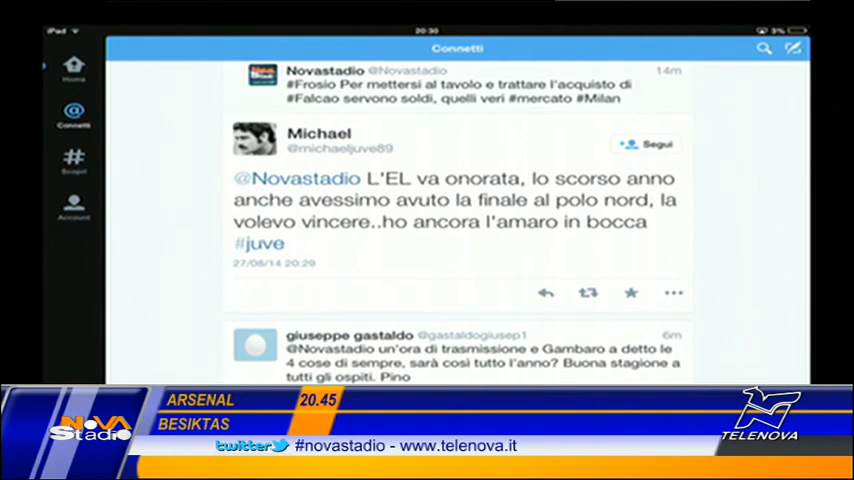 iPad
20:30
3%
Connetti
Home
Connetti
Scopri
Account
Novastadio @Novastadio
14m
#Frosio Per mettersi al tavolo e trattare l'acquisto di
#Falcao servono soldi, quelli veri #mercato #Milan
Michael
@michaeljuve89
Segui
@Novastadio L'EL va onorata, lo scorso anno
anche avessimo avuto la finale al polo nord, la
volevo vincere..ho ancora l'amaro in bocca
#juve
27/08/14 20:29
giuseppe gastaldo @gastaldogiusep1
6m
@Novastadio un'ora di trasmissione e Gambaro a detto le
4 cose di sempre, sarà così tutto l'anno? Buona stagione a
tutti gli ospiti. Pino
ARSENAL 20.45
BESIKTAS
NOVA
Stadio
twitter #novastadio - www.telenova.it
TELENOVA